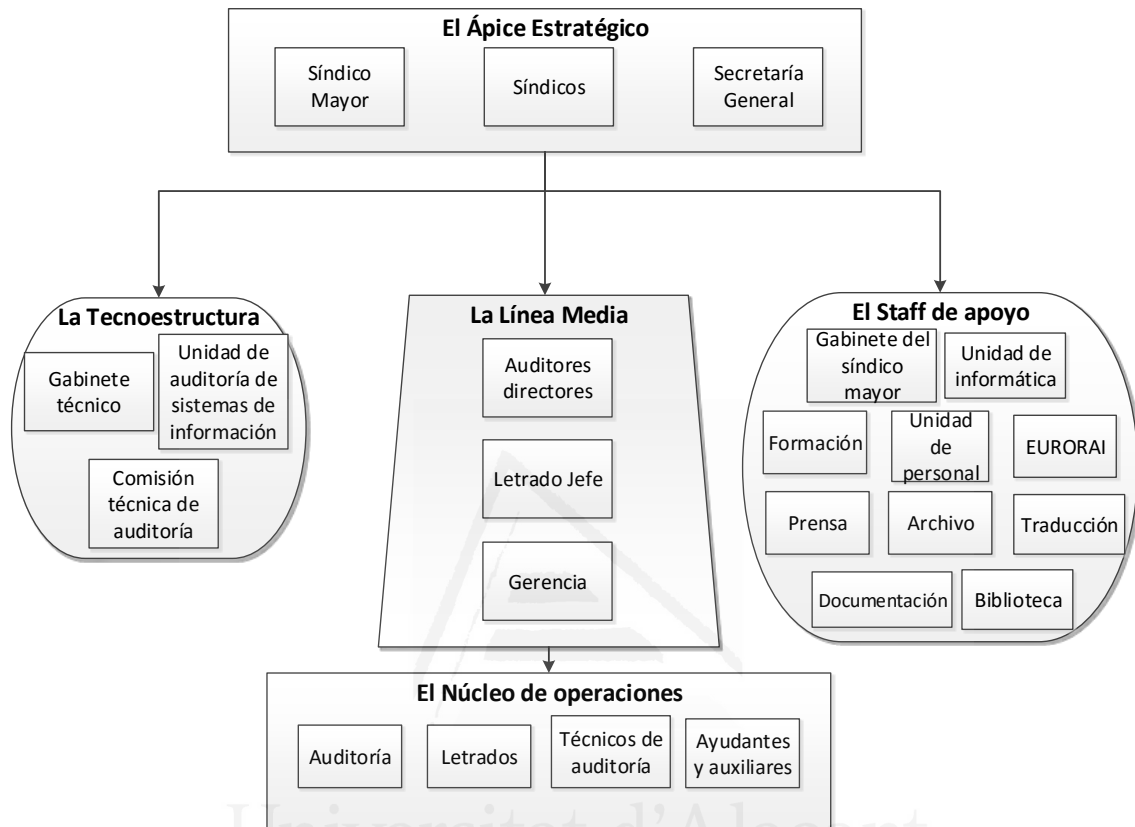 El Ápice Estratégico
Síndico
Mayor
Síndicos
Secretaría
General
La Tecnoestructura
Gabinete
técnico
Unidad de
auditoría de
sistemas de
información
Comisión
técnica de
auditoría
La Línea Media
Auditores
directores
Letrado Jefe
Gerencia
El Staff de apoyo
Gabinete del
síndico
mayor
Unidad de
informática
Formación
Unidad
de
personal
EURORAI
Prensa
Archivo
Traducción
Documentación
Biblioteca
El Núcleo de operaciones
Auditoría
Letrados
Técnicos de
auditoría
Ayudantes
y auxiliares
Universitat d'Alacant